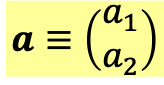 a ≡ (a₁
a₂)